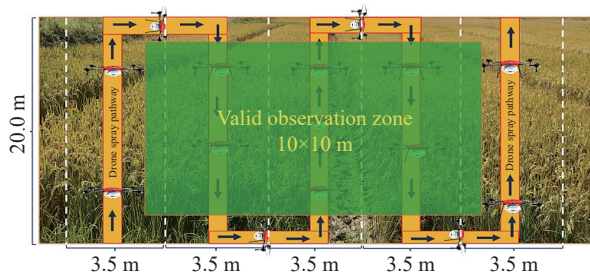 20.0 m
Drone spray pathway
Valid observation zone
10×10 m
Drone spray pathway
3.5 m
3.5 m
3.5 m
3.5 m
3.5 m